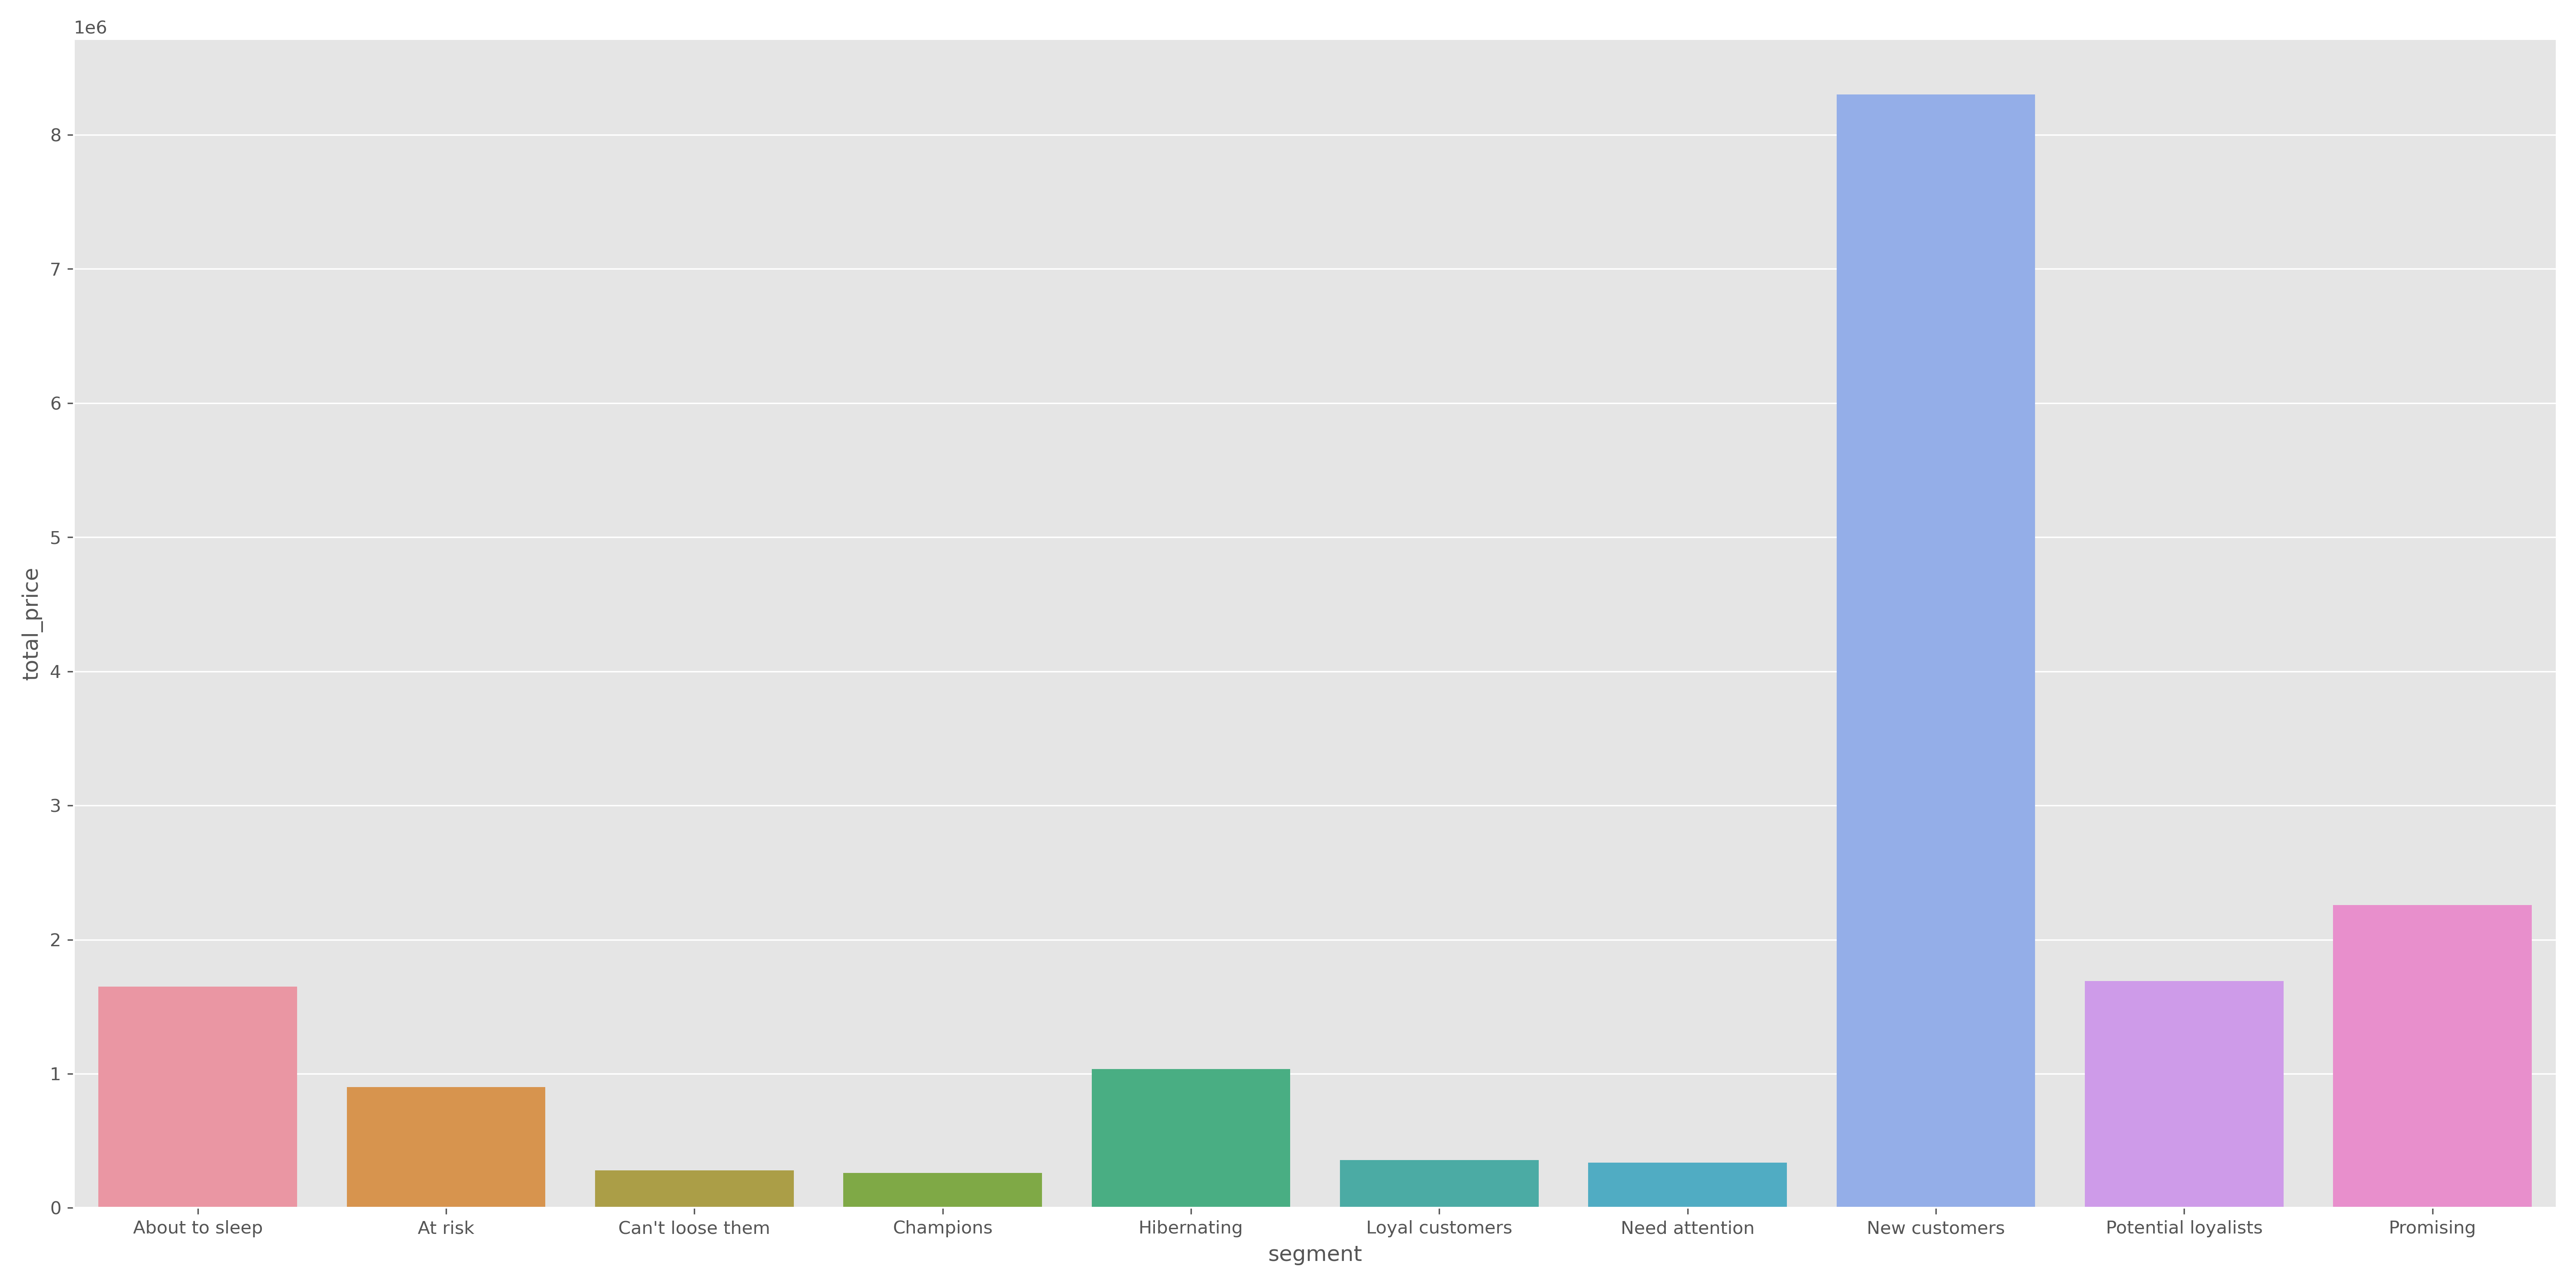 1e6
8
7
6
5
4
3
2
1
0
total_price
About to sleep At risk Can't loose them Champions Hibernating Loyal customers Need attention New customers Potential loyalists Promising
segment